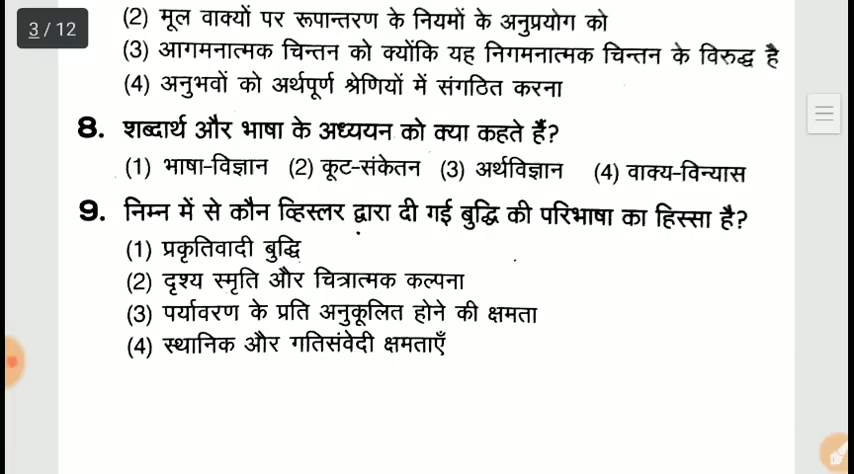 3 / 12
(2) मूल वाक्यों पर रूपान्तरण के नियमों के अनुप्रयोग को
(3) आगमनात्मक चिन्तन को क्योंकि यह निगमनात्मक चिन्तन के विरुद्ध है
(4) अनुभवों को अर्थपूर्ण श्रेणियों में संगठित करना
8. शब्दार्थ और भाषा के अध्ययन को क्या कहते हैं?
(1) भाषा-विज्ञान (2) कूट-संकेतन (3) अर्थविज्ञान (4) वाक्य-विन्यास
9. निम्न में से कौन व्हिस्लर द्वारा दी गई बुद्धि की परिभाषा का हिस्सा है?
(1) प्रकृतिवादी बुद्धि
(2) दृश्य स्मृति और चित्रात्मक कल्पना
(3) पर्यावरण के प्रति अनुकूलित होने की क्षमता
(4) स्थानिक और गतिसंवेदी क्षमताएँ